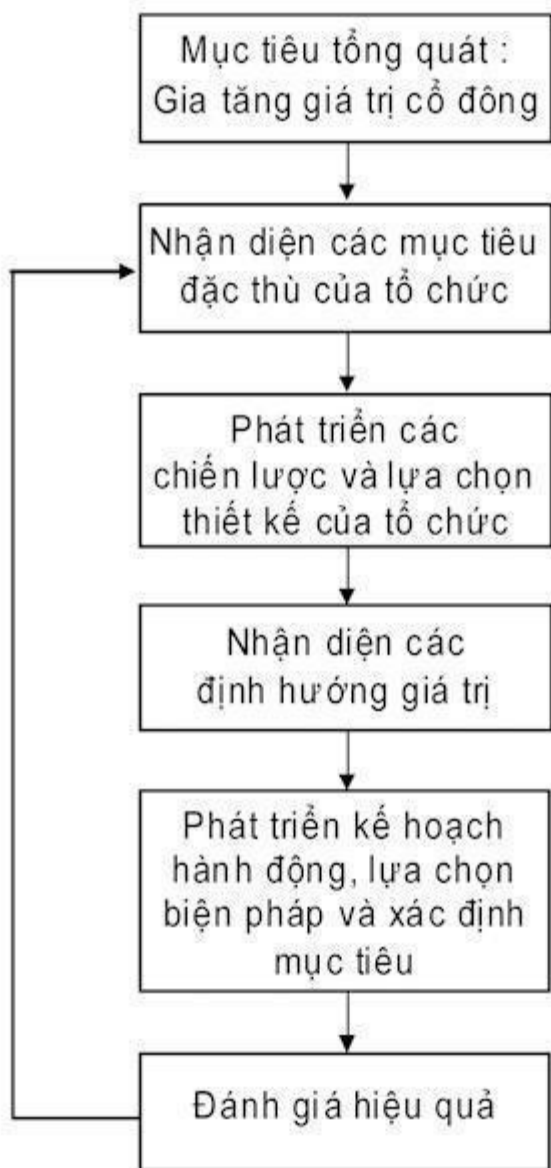 Mục tiêu tổng quát :
Gia tăng giá trị cổ đông
Nhận diện các mục tiêu
đặc thù của tổ chức
Phát triển các
chiến lược và lựa chọn
thiết kế của tổ chức
Nhận diện các
định hướng giá trị
Phát triển kế hoạch
hành động, lựa chọn
biện pháp và xác định
mục tiêu
Đánh giá hiệu quả